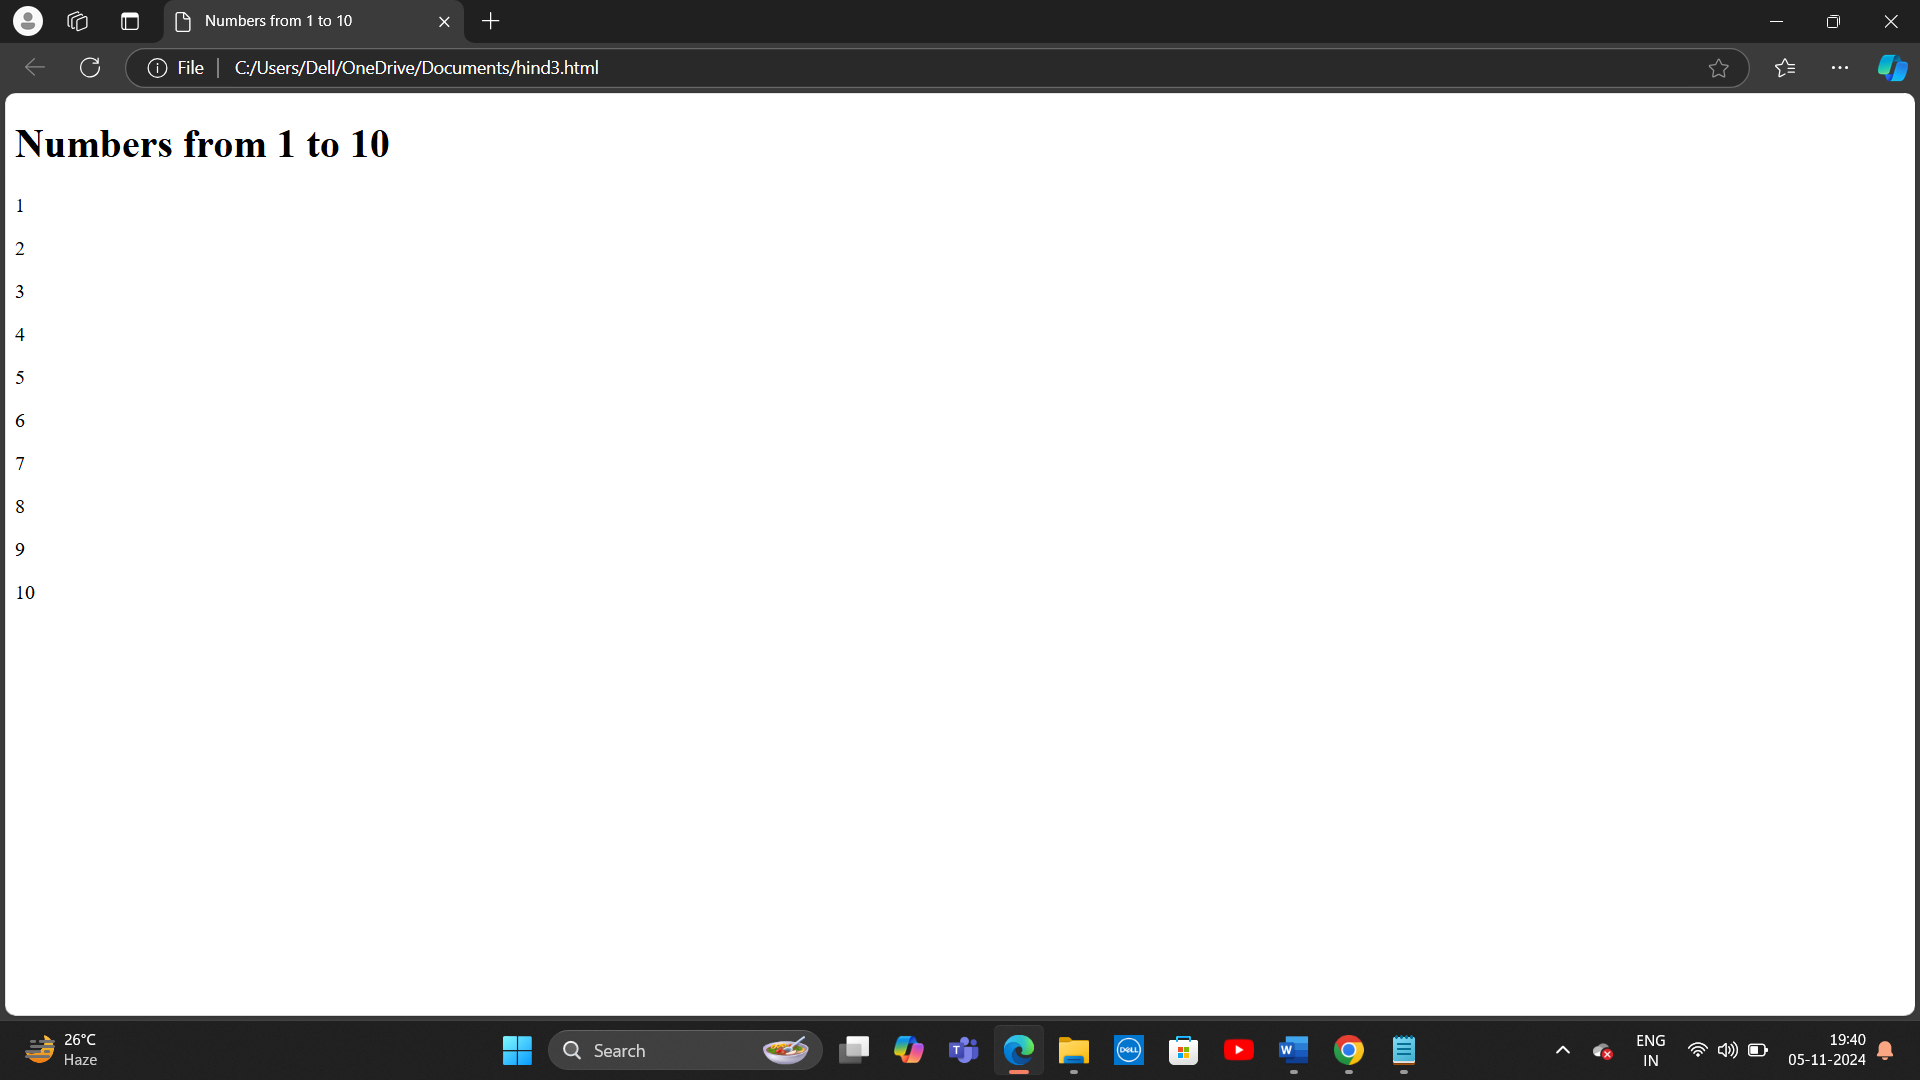 Numbers from 1 to 10
File
C:/Users/Dell/OneDrive/Documents/hind3.html
Numbers from 1 to 10
1
2
3
4
5
6
7
8
9
10
26°C
Haze
Search
T
DELL
W
ENG
IN
19:40
05-11-2024